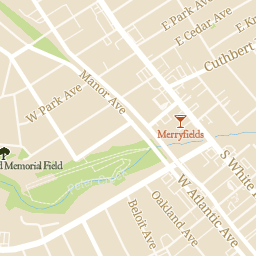 E Park Ave
E Cedar Ave
E K
Cuthbert
W Park Ave
Manor Ave
Merryfields
Memorial Field
S White
W Atlantic Ave
Oakland Ave
Beloit Ave